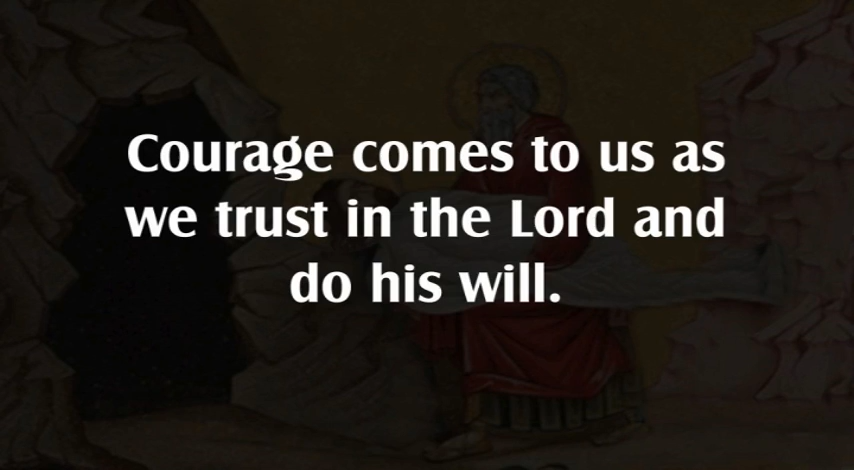 Courage comes to us as
we trust in the Lord and
do his will.